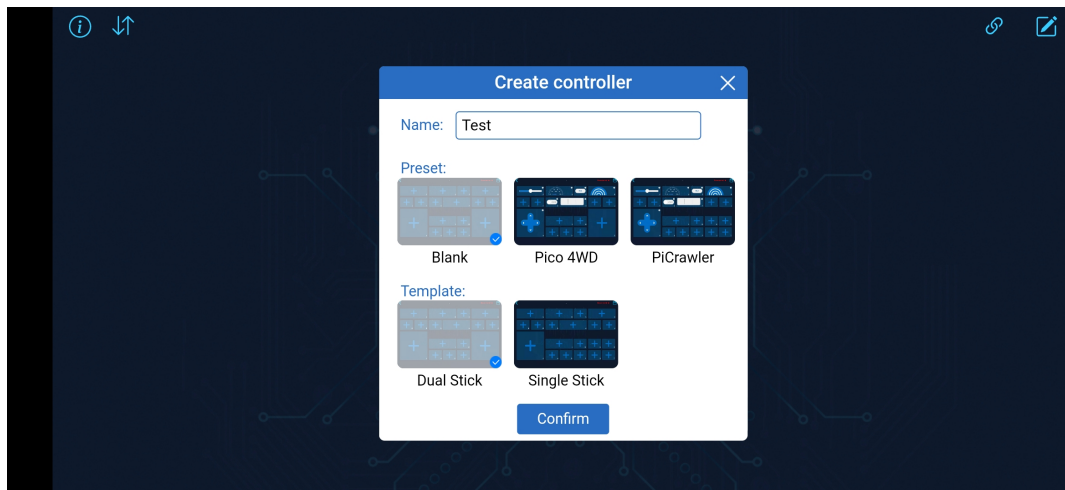 Create controller
Name: Test
Preset:
Blank Pico 4WD PiCrawler
Template:
Dual Stick Single Stick
Confirm